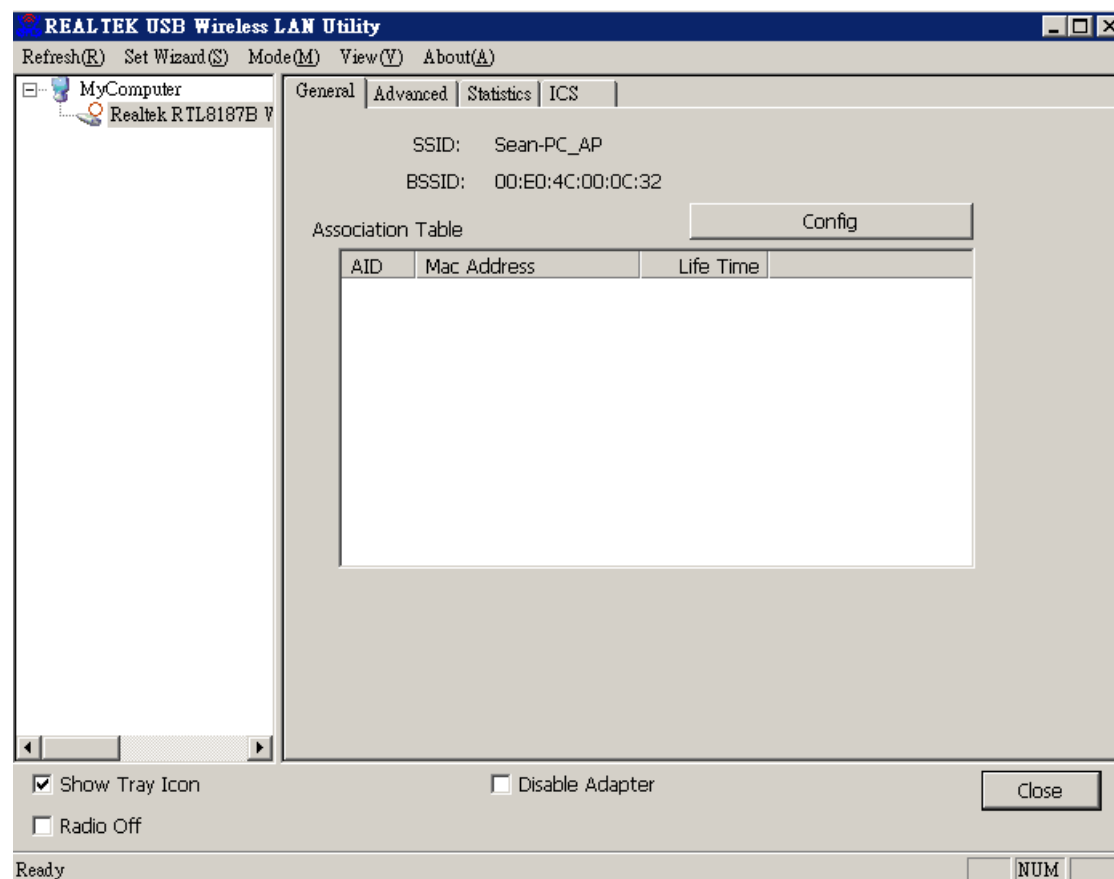 REALTEK USB Wireless LAN Utility
Refresh(R) Set Wizard(S) Mode(M) View(V) About(A)
MyComputer
Realtek RTL8187B W
General Advanced Statistics ICS
SSID: Sean-PC_AP
BSSID: 00:E0:4C:00:0C:32
Association Table
Config
AID Mac Address Life Time
Show Tray Icon
Disable Adapter
Close
Radio Off
Ready
NUM